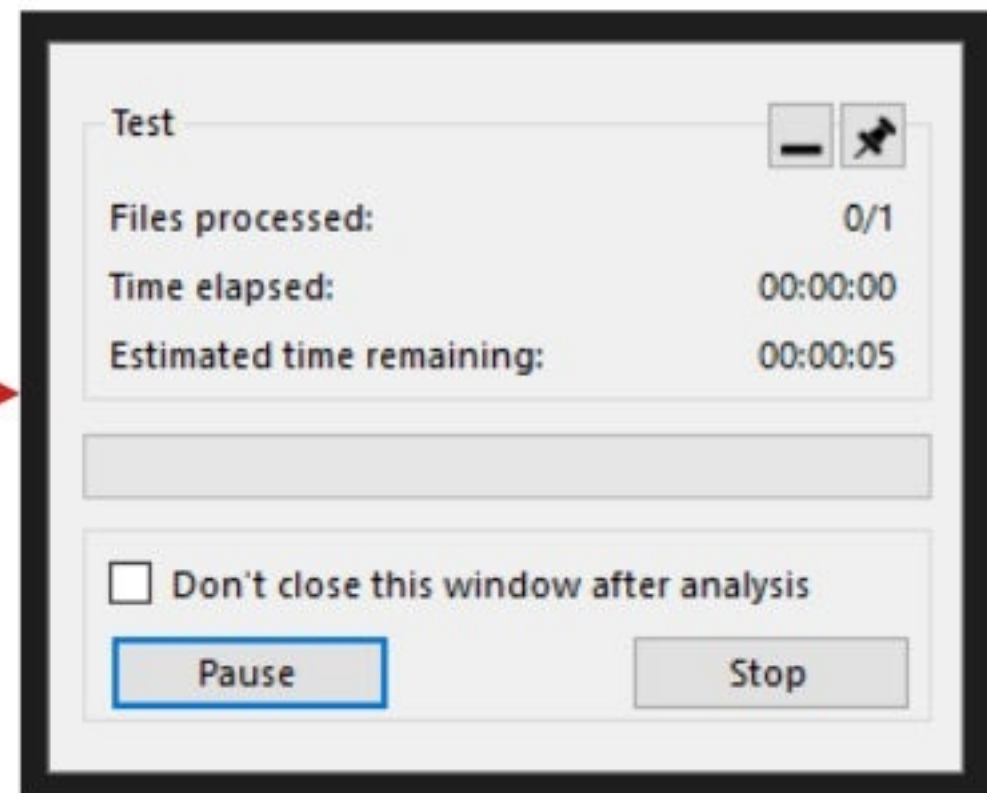 Test
Files processed: 0/1
Time elapsed: 00:00:00
Estimated time remaining: 00:00:05
Don't close this window after analysis
Pause Stop